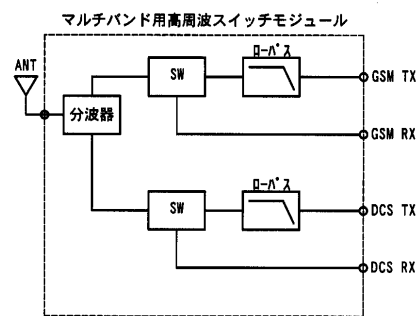 マルチバンド用高周波スイッチモジュール
ANT
分波器
SW
ローパス
GSM TX
GSM RX
SW
ローパス
DCS TX
DCS RX